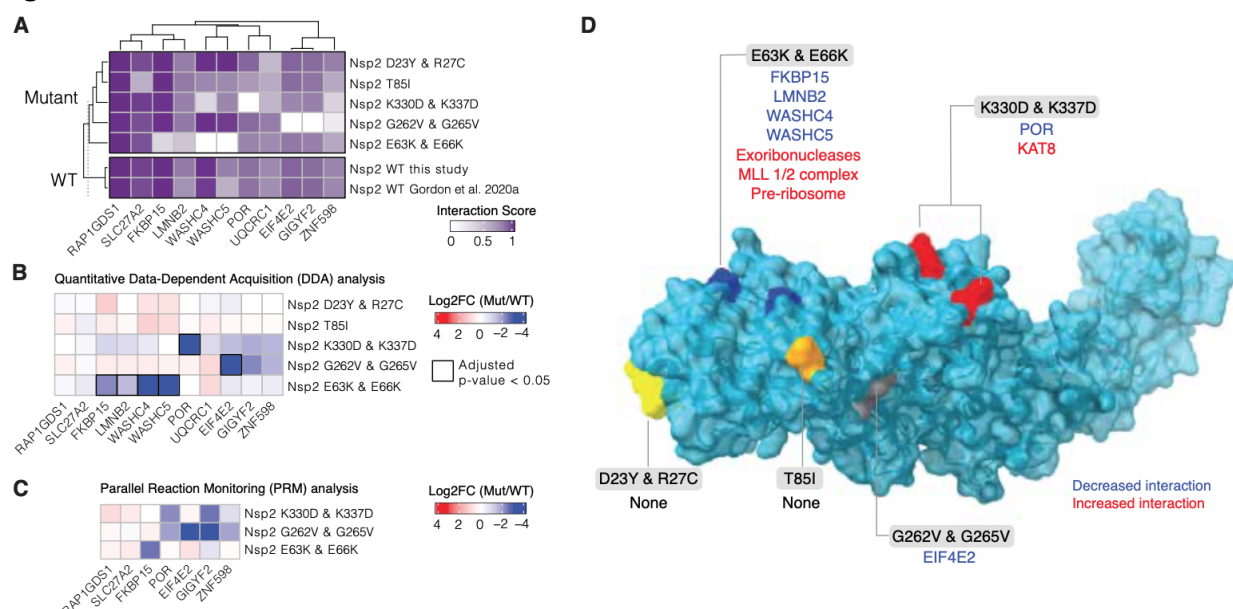 A
Mutant
WT
Nsp2 D23Y & R27C
Nsp2 T85I
Nsp2 K330D & K337D
Nsp2 G262V & G265V
Nsp2 E63K & E66K
Nsp2 WT this study
Nsp2 WT Gordon et al. 2020a
RAP1GDS1
SLC27A2
FKBP15
LMNB2
WASHC4
WASHC5
POR
UQCRC1
EIF4E2
GIGYF2
ZNF598
Interaction Score
0 0.5 1
B
Quantitative Data-Dependent Acquisition (DDA) analysis
Nsp2 D23Y & R27C
Nsp2 T85I
Nsp2 K330D & K337D
Nsp2 G262V & G265V
Nsp2 E63K & E66K
RAP1GDS1
SLC27A2
FKBP15
LMNB2
WASHC4
WASHC5
POR
UQCRC1
EIF4E2
GIGYF2
ZNF598
Log2FC (Mut/WT)
4 2 0 −2 −4
Adjusted
p-value < 0.05
C
Parallel Reaction Monitoring (PRM) analysis
Nsp2 K330D & K337D
Nsp2 G262V & G265V
Nsp2 E63K & E66K
RAP1GDS1
SLC27A2
FKBP15
POR
EIF4E2
GIGYF2
ZNF598
Log2FC (Mut/WT)
4 2 0 −2 −4
D
E63K & E66K
FKBP15
LMNB2
WASHC4
WASHC5
Exoribonucleases
MLL 1/2 complex
Pre-ribosome
K330D & K337D
POR
KAT8
D23Y & R27C
None
T85I
None
G262V & G265V
EIF4E2
Decreased interaction
Increased interaction